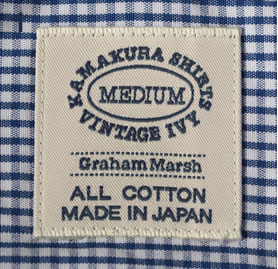 KAMAKURA SHIRTS
MEDIUM
VINTAGE IVY
Graham Marsh
ALL COTTON
MADE IN JAPAN